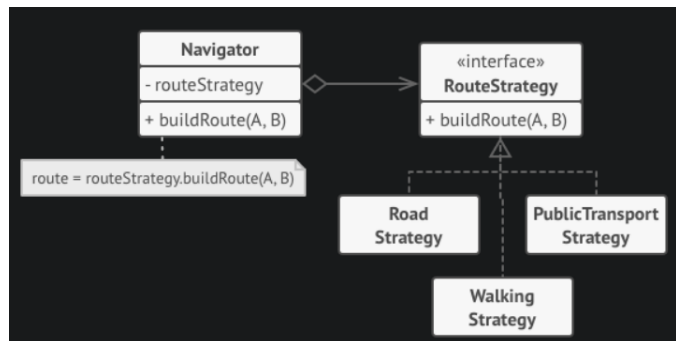 Navigator
- routeStrategy
+ buildRoute(A, B)
route = routeStrategy.buildRoute(A, B)
«interface»
RouteStrategy
+ buildRoute(A, B)
Road
Strategy
PublicTransport
Strategy
Walking
Strategy